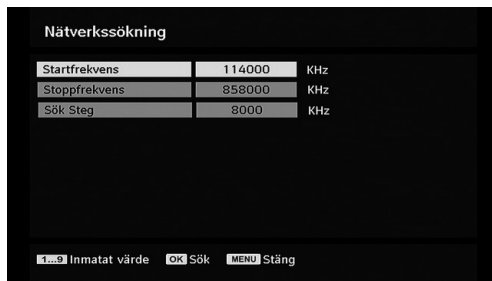 Nätverkssökning
Startfrekvens 114000 KHz
Stoppfrekvens 858000 KHz
Sök Steg 8000 KHz
1...9 Inmatat värde OK Sök MENU Stäng